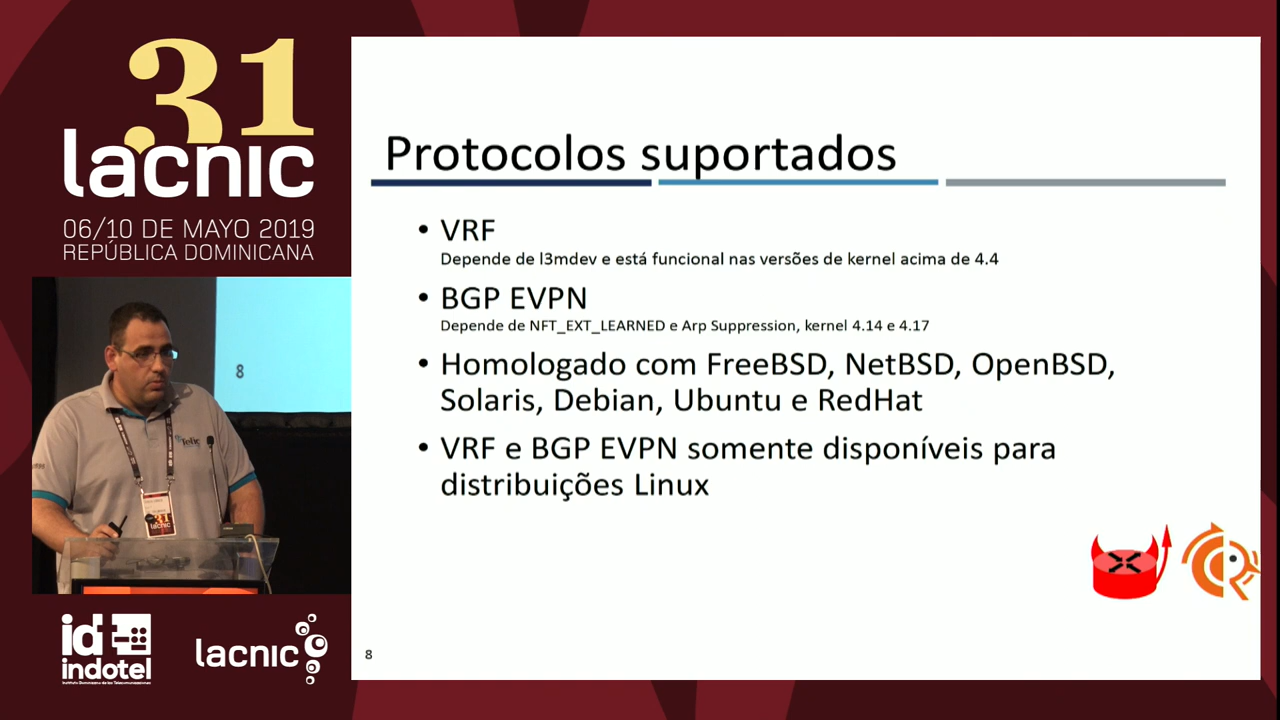 31
lacnic
06/10 DE MAYO 2019
REPÚBLICA DOMINICANA
8
Telic
31
lacnic
id
indotel
lacnic
Protocolos suportados
• VRF
Depende de l3mdev e está funcional nas versões de kernel acima de 4.4
• BGP EVPN
Depende de NFT_EXT_LEARNED e Arp Suppression, kernel 4.14 e 4.17
• Homologado com FreeBSD, NetBSD, OpenBSD,
Solaris, Debian, Ubuntu e RedHat
• VRF e BGP EVPN somente disponíveis para
distribuições Linux
8